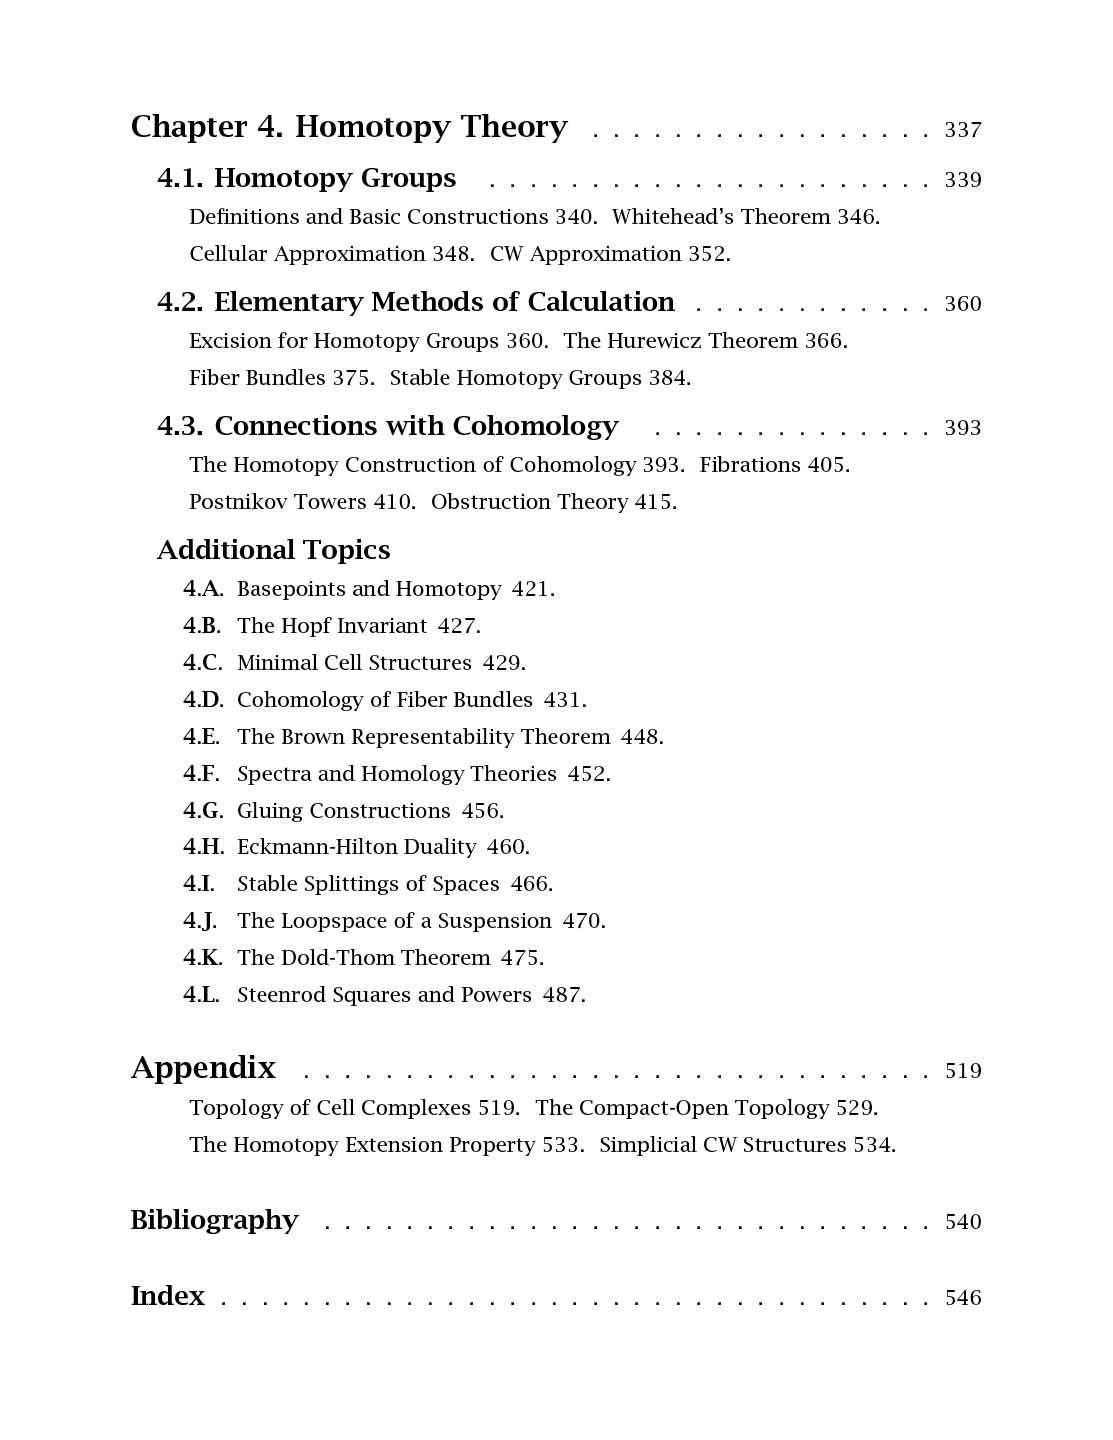 Chapter 4. Homotopy Theory . . . . . . . . . . . . . . . . . 337
4.1. Homotopy Groups . . . . . . . . . . . . . . . . . . . . . . 339
Definitions and Basic Constructions 340. Whitehead's Theorem 346.
Cellular Approximation 348. CW Approximation 352.
4.2. Elementary Methods of Calculation . . . . . . . . . . . . 360
Excision for Homotopy Groups 360. The Hurewicz Theorem 366.
Fiber Bundles 375. Stable Homotopy Groups 384.
4.3. Connections with Cohomology . . . . . . . . . . . . . . 393
The Homotopy Construction of Cohomology 393. Fibrations 405.
Postnikov Towers 410. Obstruction Theory 415.
Additional Topics
4.A. Basepoints and Homotopy 421.
4.B. The Hopf Invariant 427.
4.C. Minimal Cell Structures 429.
4.D. Cohomology of Fiber Bundles 431.
4.E. The Brown Representability Theorem 448.
4.F. Spectra and Homology Theories 452.
4.G. Gluing Constructions 456.
4.H. Eckmann-Hilton Duality 460.
4.I. Stable Splittings of Spaces 466.
4.J. The Loopspace of a Suspension 470.
4.K. The Dold-Thom Theorem 475.
4.L. Steenrod Squares and Powers 487.
Appendix . . . . . . . . . . . . . . . . . . . . . . . . . . . . . . . 519
Topology of Cell Complexes 519. The Compact-Open Topology 529.
The Homotopy Extension Property 533. Simplicial CW Structures 534.
Bibliography . . . . . . . . . . . . . . . . . . . . . . . . . . . . . . 540
Index . . . . . . . . . . . . . . . . . . . . . . . . . . . . . . . . . . . 546